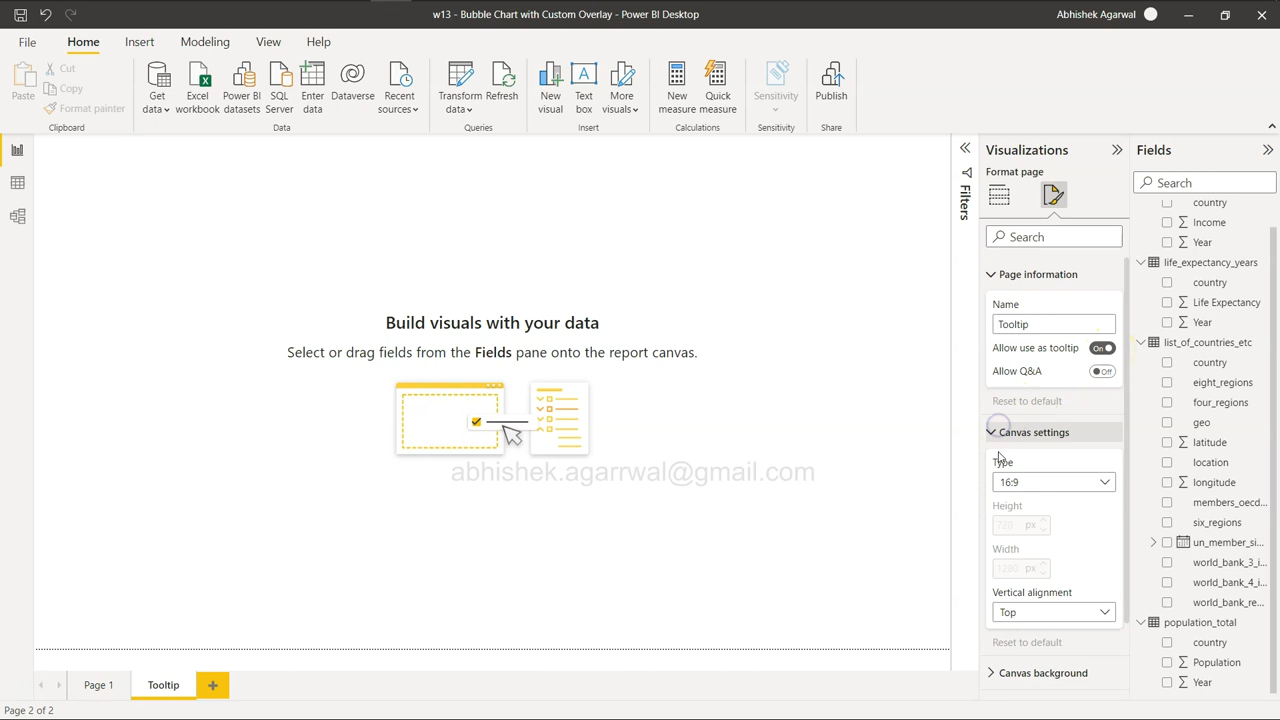 w13 - Bubble Chart with Custom Overlay - Power BI Desktop
Abhishek Agarwal
File
Home
Insert
Modeling
View
Help
Paste
Cut
Copy
Format painter
Clipboard
Get data
Excel workbook
Power BI datasets
SQL Server
Enter data
Dataverse
Recent sources
Data
Transform data
Refresh
Queries
New visual
Text box
More visuals
Insert
New measure
Quick measure
Calculations
Sensitivity
Sensitivity
Publish
Share
Build visuals with your data
Select or drag fields from the Fields pane onto the report canvas.
abhishek.agarrwal@gmail.com
Filters
Visualizations
Format page
Search
Page information
Name
Tooltip
Allow use as tooltip
On
Allow Q&A
Off
Reset to default
Canvas settings
Type
16:9
Height
720 px
Width
1280 px
Vertical alignment
Top
Reset to default
Canvas background
Fields
Search
country
Income
Year
life_expectancy_years
country
Life Expectancy
Year
list_of_countries_etc
country
eight_regions
four_regions
geo
latitude
location
longitude
members_oecd...
six_regions
un_member_si...
world_bank_3_i...
world_bank_4_i...
world_bank_re...
population_total
country
Population
Year
Page 1
Tooltip
Page 2 of 2